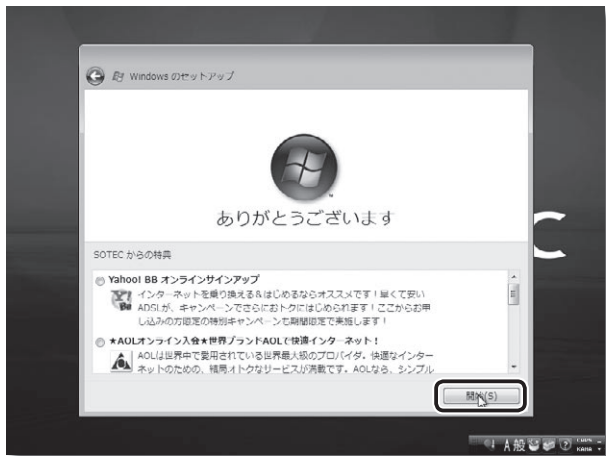 Windows のセットアップ
ありがとうございます
SOTEC からの特典
Yahoo! BB オンラインサインアップ
インターネットを乗り換える&はじめるならオススメです！早くて安い
ADSLが、キャンペーンでさらにおトクにはじめられます！ここからお申
し込みの方限定の特別キャンペーンも期間限定で実施します！
★AOLオンライン入会★世界ブランドAOLで快適インターネット！
AOLは世界中で愛用されている世界最大級のプロバイダ。快適なインター
ネットのための、結局オトクなサービスが満載です。AOLなら、シンプル
開始(S)
C
A 般
CAPS
KANA